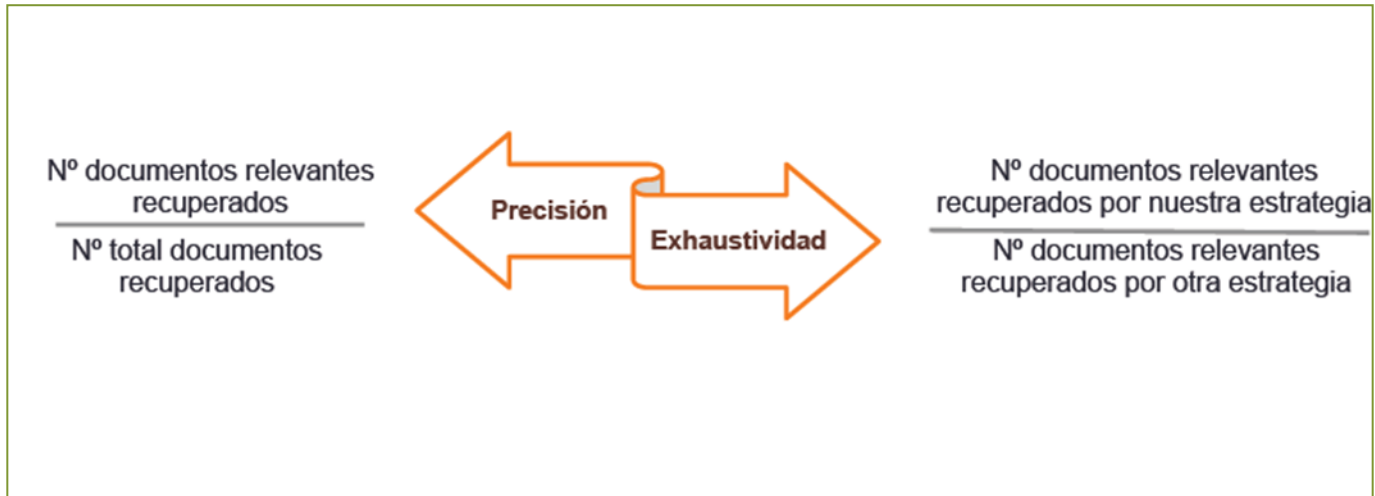 Nº documentos relevantes
recuperados
Nº total documentos
recuperados
Precisión
Exhaustividad
Nº documentos relevantes
recuperados por nuestra estrategia
Nº documentos relevantes
recuperados por otra estrategia